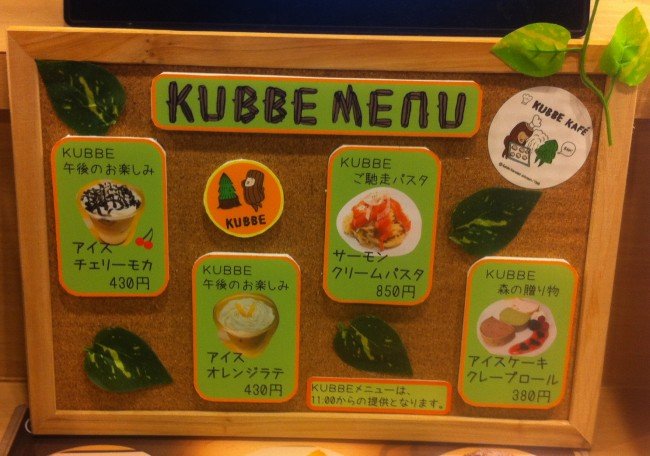 KUBBE MENU
KUBBE KAFÉ
KUBBE
午後のお楽しみ
アイス
チェリーモカ
430円
KUBBE
KUBBE
ご馳走パスタ
サーモン
クリームパスタ
850円
KUBBE
午後のお楽しみ
アイス
オレンジラテ
430円
KUBBE
森の贈り物
アイスケーキ
クレープロール
380円
KUBBEメニューは、
11:00からの提供となります。